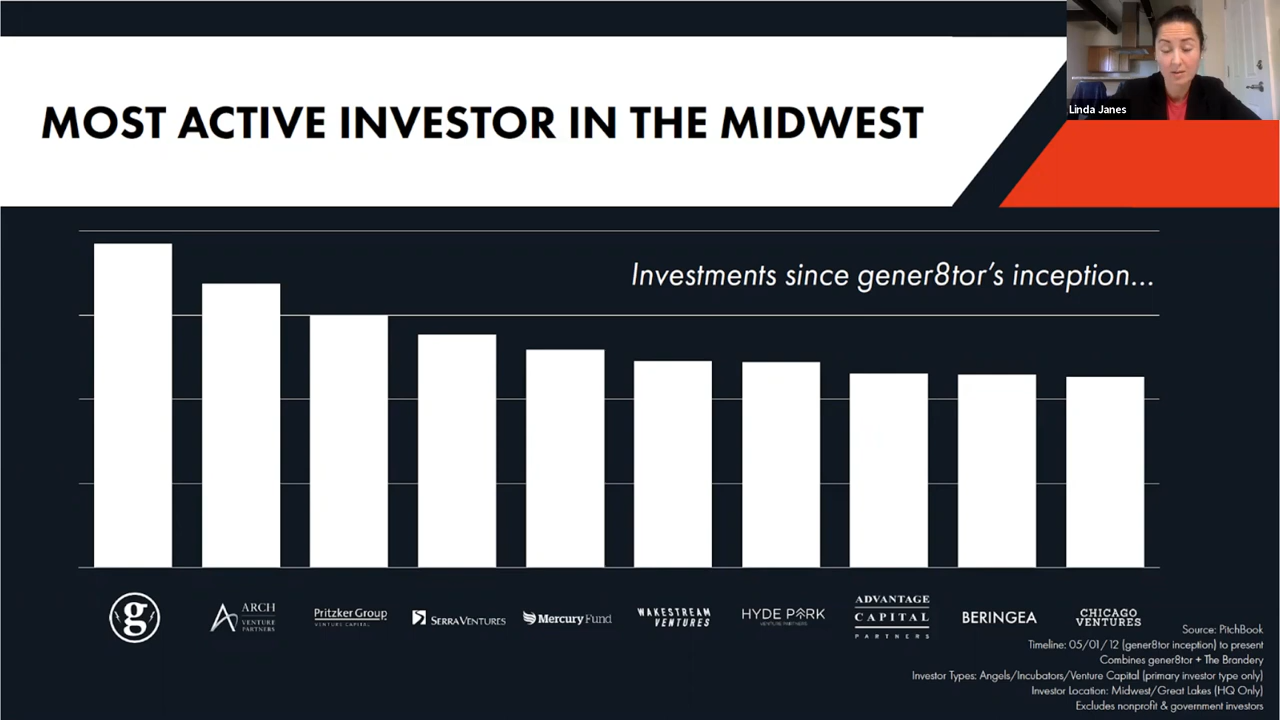 Linda Janes
MOST ACTIVE INVESTOR IN THE MIDWEST
Investments since gener8tor's inception...
g
ARCH
VENTURE
PARTNERS
Pritzker Group
VENTURE CAPITAL
SERRAVENTURES
Mercury Fund
WAKESTREAM
VENTURES
HYDE PARK
VENTURE PARTNERS
ADVANTAGE
CAPITAL
PARTNERS
BERINGEA
CHICAGO
VENTURES
Source: PitchBook
Timeline: 05/01/12 (gener8tor inception) to present
Combines gener8tor + The Brandery
Investor Types: Angels/Incubators/Venture Capital (primary investor type only)
Investor Location: Midwest/Great Lakes (HQ Only)
Excludes nonprofit & government investors